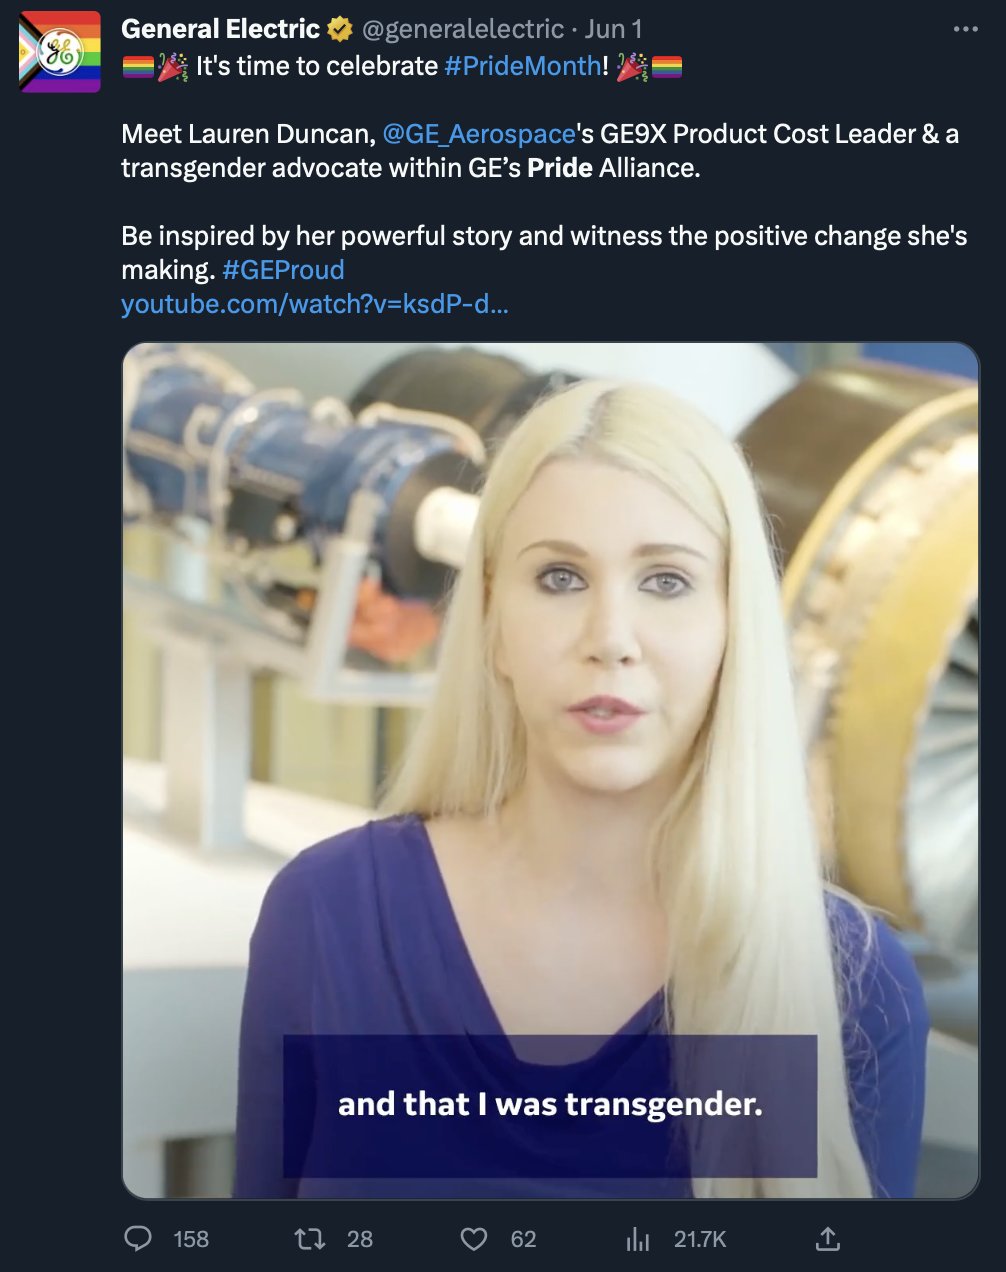 General Electric @generalelectric · Jun 1
🏳️‍🌈🎉 It's time to celebrate #PrideMonth! 🎉🏳️‍🌈
Meet Lauren Duncan, @GE_Aerospace's GE9X Product Cost Leader & a
transgender advocate within GE’s Pride Alliance.
Be inspired by her powerful story and witness the positive change she's
making. #GEProud
youtube.com/watch?v=ksdP-d...
and that I was transgender.
158 28 62 21.7K